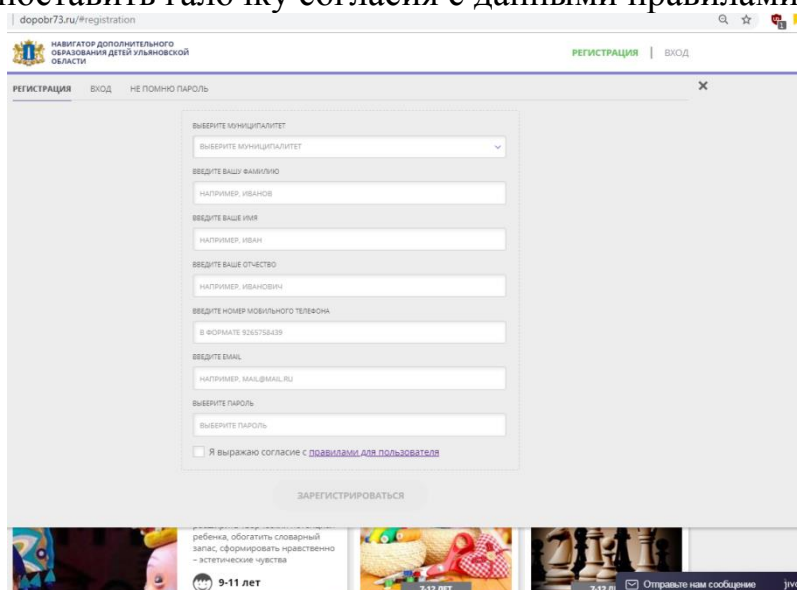 поставить галочку согласия с данными правилами
dopobr73.ru/#registration
НАВИГАТОР ДОПОЛНИТЕЛЬНОГО
ОБРАЗОВАНИЯ ДЕТЕЙ УЛЬЯНОВСКОЙ
ОБЛАСТИ
РЕГИСТРАЦИЯ | ВХОД
РЕГИСТРАЦИЯ ВХОД НЕ ПОМНЮ ПАРОЛЬ
ВЫБЕРИТЕ МУНИЦИПАЛИТЕТ
ВЫБЕРИТЕ МУНИЦИПАЛИТЕТ
ВВЕДИТЕ ВАШУ ФАМИЛИЮ
НАПРИМЕР, ИВАНОВ
ВВЕДИТЕ ВАШЕ ИМЯ
НАПРИМЕР, ИВАН
ВВЕДИТЕ ВАШЕ ОТЧЕСТВО
НАПРИМЕР, ИВАНОВИЧ
ВВЕДИТЕ НОМЕР МОБИЛЬНОГО ТЕЛЕФОНА
В ФОРМАТЕ 9265758439
ВВЕДИТЕ EMAIL
НАПРИМЕР, MAIL@MAIL.RU
ВЫБЕРИТЕ ПАРОЛЬ
ВЫБЕРИТЕ ПАРОЛЬ
Я выражаю согласие с правилами для пользователя
ЗАРЕГИСТРИРОВАТЬСЯ
ребенка, обогатить словарный
запас, сформировать нравственно
– эстетические чувства
9-11 лет
7-12 ЛЕТ
Отправьте нам сообщение